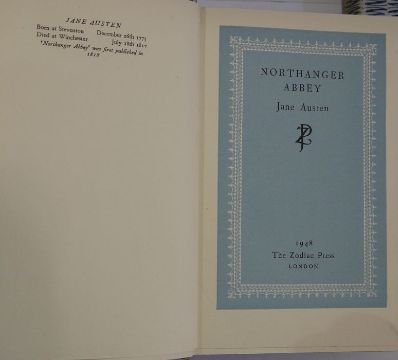 JANE AUSTEN
Born at Steventon December 16th 1775
Died at Winchester July 18th 1817
'Northanger Abbey' was first published in
1818
NORTHANGER
ABBEY
Jane Austen
ZP
1948
The Zodiac Press
LONDON